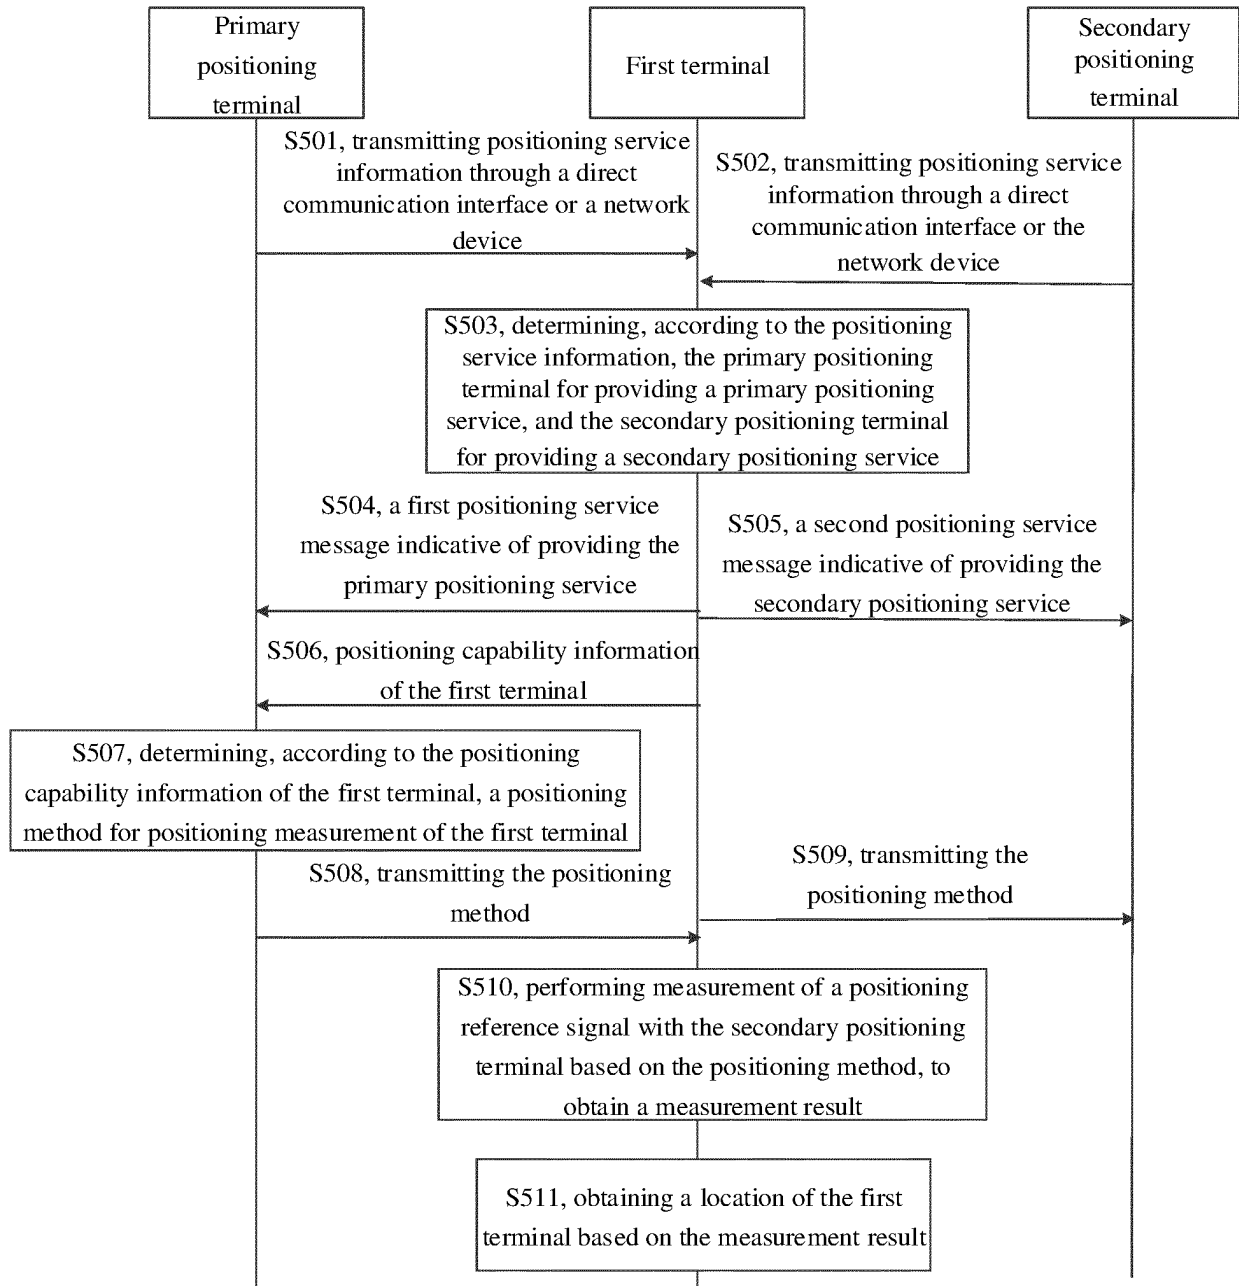 Primary
positioning
terminal
First terminal
Secondary
positioning
terminal
S501, transmitting positioning service
information through a direct
communication interface or a network
device
S502, transmitting positioning service
information through a direct
communication interface or the
network device
S503, determining, according to the positioning
service information, the primary positioning
terminal for providing a primary positioning
service, and the secondary positioning terminal
for providing a secondary positioning service
S504, a first positioning service
message indicative of providing the
primary positioning service
S505, a second positioning service
message indicative of providing the
secondary positioning service
S506, positioning capability information
of the first terminal
S507, determining, according to the positioning
capability information of the first terminal, a positioning
method for positioning measurement of the first terminal
S508, transmitting the positioning
method
S509, transmitting the
positioning method
S510, performing measurement of a positioning
reference signal with the secondary positioning
terminal based on the positioning method, to
obtain a measurement result
S511, obtaining a location of the first
terminal based on the measurement result